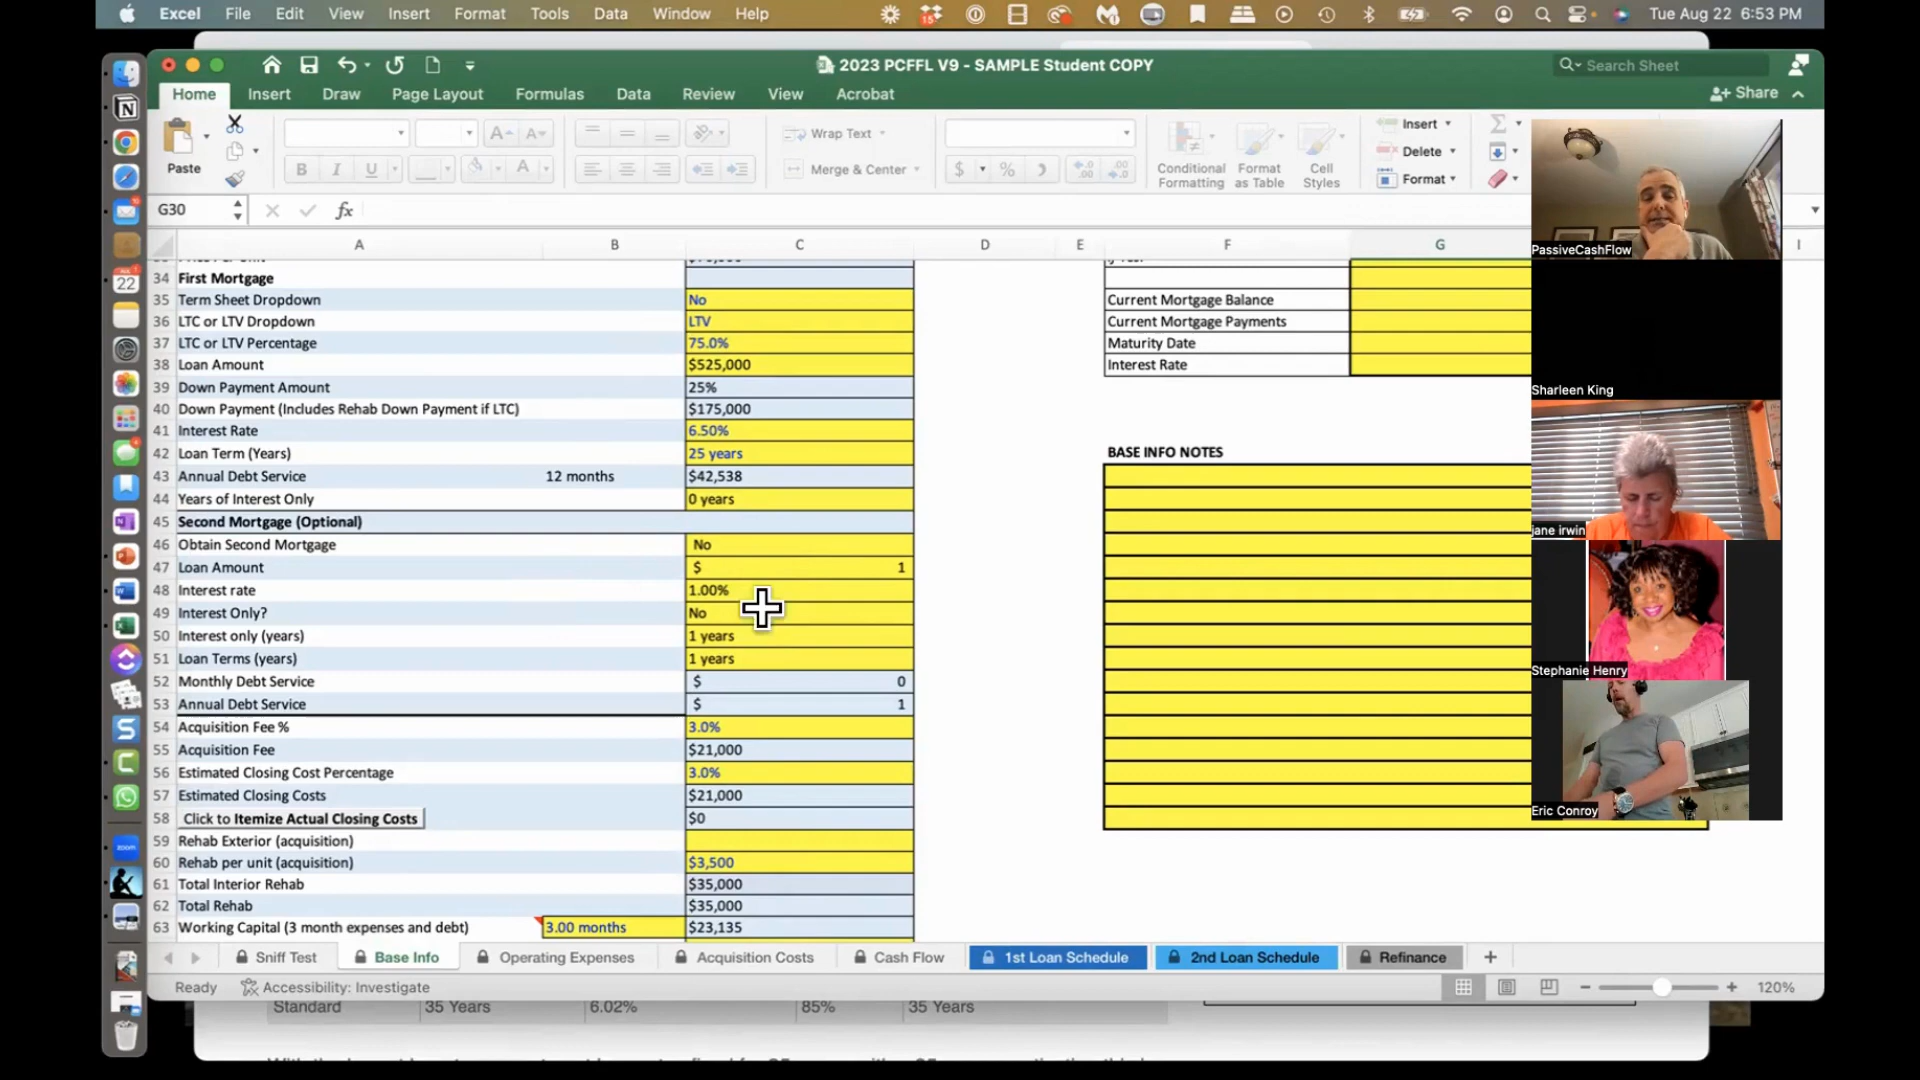 Excel File Edit View Insert Format Tools Data Window Help Tue Aug 22 6:53 PM
2023 PCFFL V9 - SAMPLE Student COPY
Search Sheet
Home Insert Draw Page Layout Formulas Data Review View Acrobat Share
Paste
Wrap Text
Merge & Center
Conditional Formatting
Format as Table
Cell Styles
Insert
Delete
Format
G30 fx
A B C D E F G I
34 First Mortgage
35 Term Sheet Dropdown No
36 LTC or LTV Dropdown LTV
37 LTC or LTV Percentage 75.0%
38 Loan Amount $525,000
39 Down Payment Amount 25%
40 Down Payment (Includes Rehab Down Payment if LTC) $175,000
41 Interest Rate 6.50%
42 Loan Term (Years) 25 years
43 Annual Debt Service 12 months $42,538
44 Years of Interest Only 0 years
45 Second Mortgage (Optional)
46 Obtain Second Mortgage No
47 Loan Amount $ 1
48 Interest rate 1.00%
49 Interest Only? No
50 Interest only (years) 1 years
51 Loan Terms (years) 1 years
52 Monthly Debt Service $ 0
53 Annual Debt Service $ 1
54 Acquisition Fee % 3.0%
55 Acquisition Fee $21,000
56 Estimated Closing Cost Percentage 3.0%
57 Estimated Closing Costs $21,000
58 Click to Itemize Actual Closing Costs $0
59 Rehab Exterior (acquisition)
60 Rehab per unit (acquisition) $3,500
61 Total Interior Rehab $35,000
62 Total Rehab $35,000
63 Working Capital (3 month expenses and debt) 3.00 months $23,135
Current Mortgage Balance
Current Mortgage Payments
Maturity Date
Interest Rate
BASE INFO NOTES
PassiveCashFlow
Sharleen King
jane irwin
Stephanie Henry
Eric Conroy
Sniff Test Base Info Operating Expenses Acquisition Costs Cash Flow 1st Loan Schedule 2nd Loan Schedule Refinance +
Ready Accessibility: Investigate 120%
Standard 35 Years 6.02% 85% 35 Years